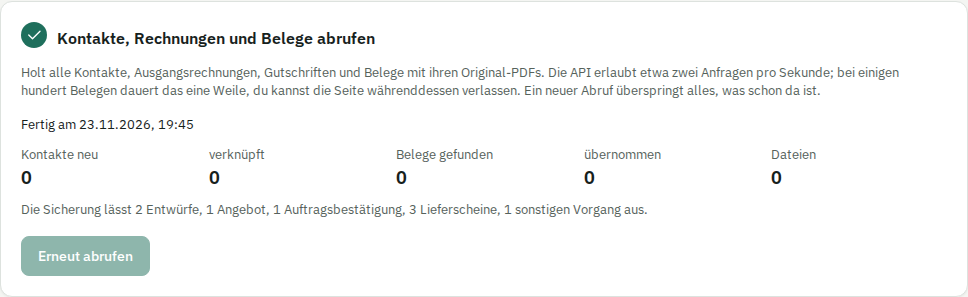 Kontakte, Rechnungen und Belege abrufen
Holt alle Kontakte, Ausgangsrechnungen, Gutschriften und Belege mit ihren Original-PDFs. Die API erlaubt etwa zwei Anfragen pro Sekunde; bei einigen
hundert Belegen dauert das eine Weile, du kannst die Seite währenddessen verlassen. Ein neuer Abruf überspringt alles, was schon da ist.
Fertig am 23.11.2026, 19:45
Kontakte neu verknüpft Belege gefunden übernommen Dateien
0 0 0 0 0
Die Sicherung lässt 2 Entwürfe, 1 Angebot, 1 Auftragsbestätigung, 3 Lieferscheine, 1 sonstigen Vorgang aus.
Erneut abrufen